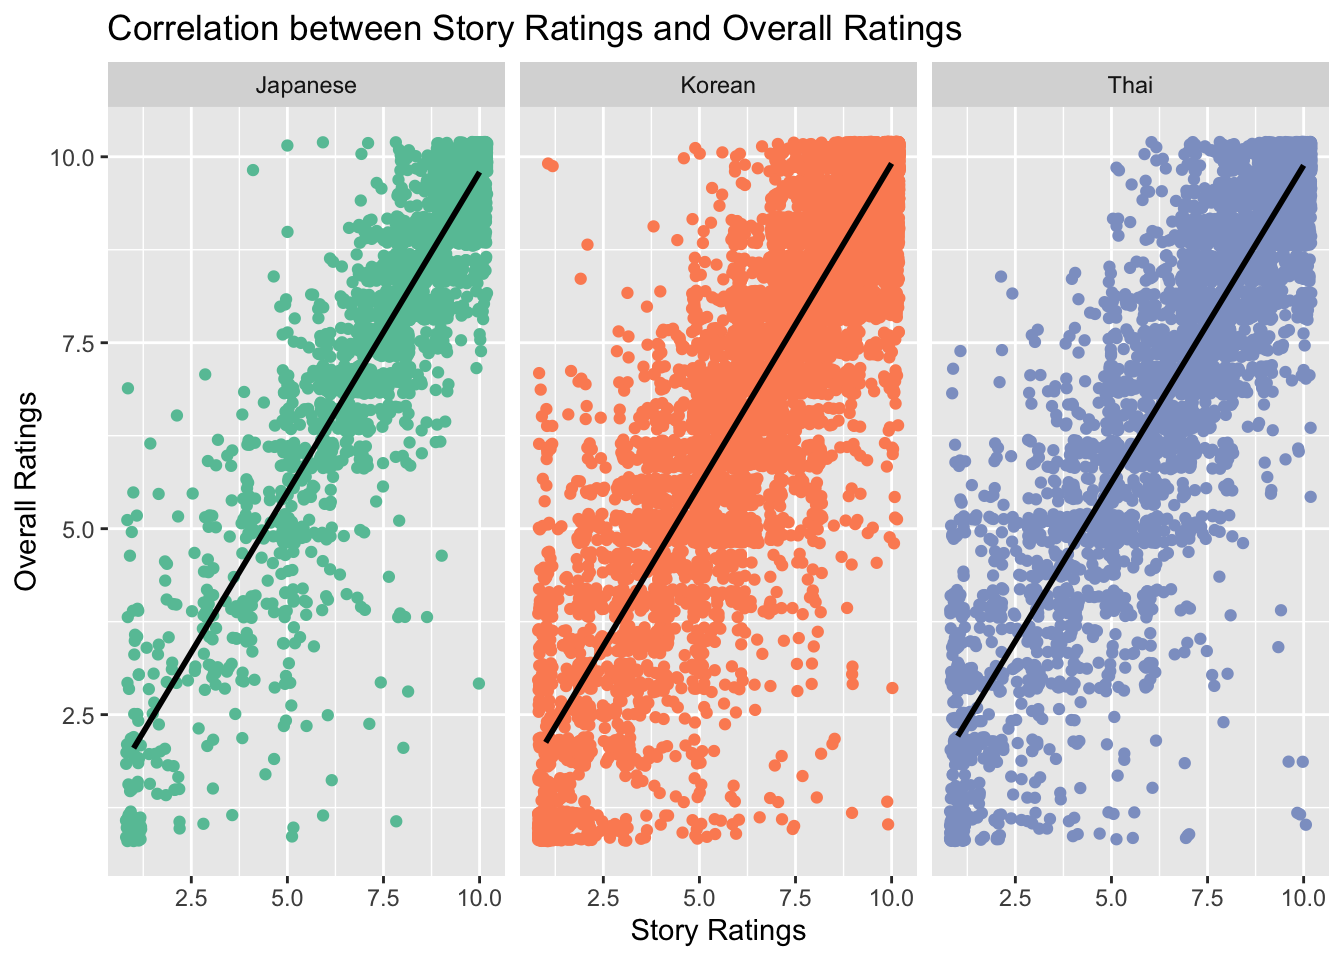 Correlation between Story Ratings and Overall Ratings
Japanese Korean Thai
10.0
7.5
5.0
2.5
Overall Ratings
2.5 5.0 7.5 10.0 2.5 5.0 7.5 10.0 2.5 5.0 7.5 10.0
Story Ratings